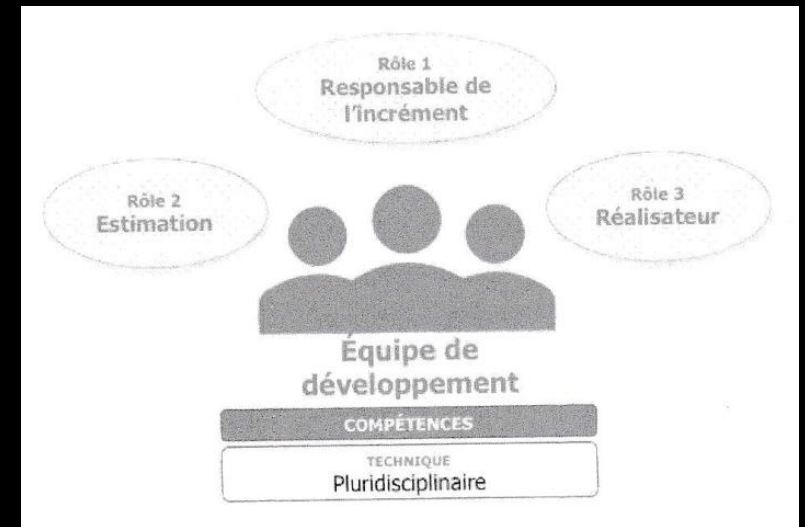 Rôle 1
Responsable de
l'incrément
Rôle 2
Estimation
Rôle 3
Réalisateur
Équipe de
développement
COMPÉTENCES
TECHNIQUE
Pluridisciplinaire